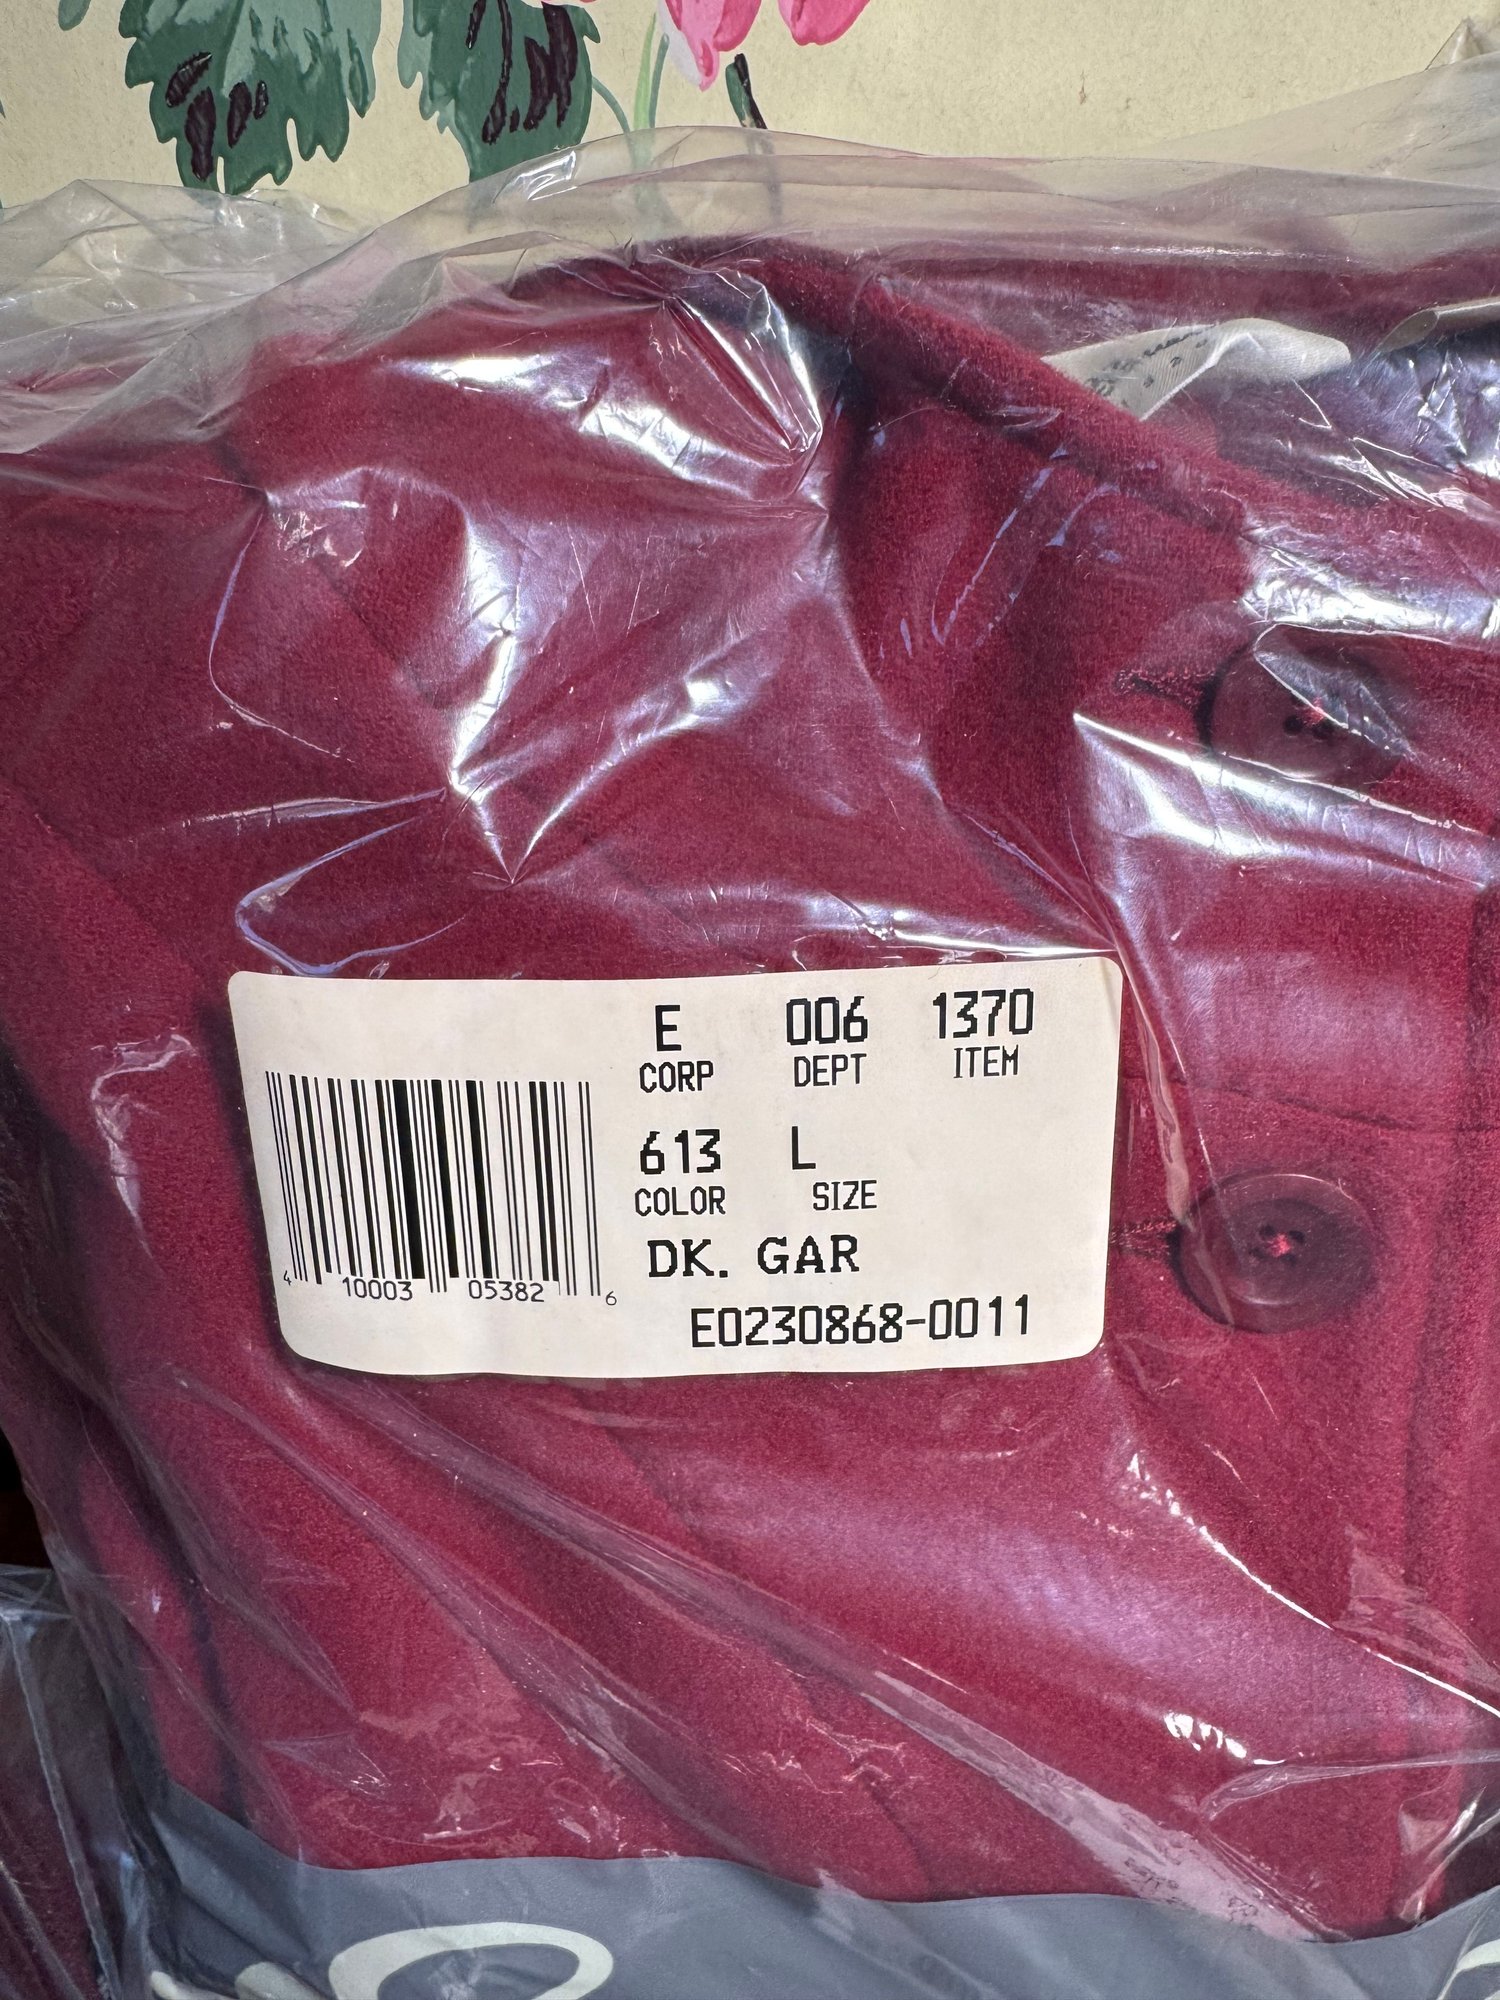 E 006 1370
CORP DEPT ITEM
613 L
COLOR SIZE
DK. GAR
4 10003 05382 6
E0230868-0011